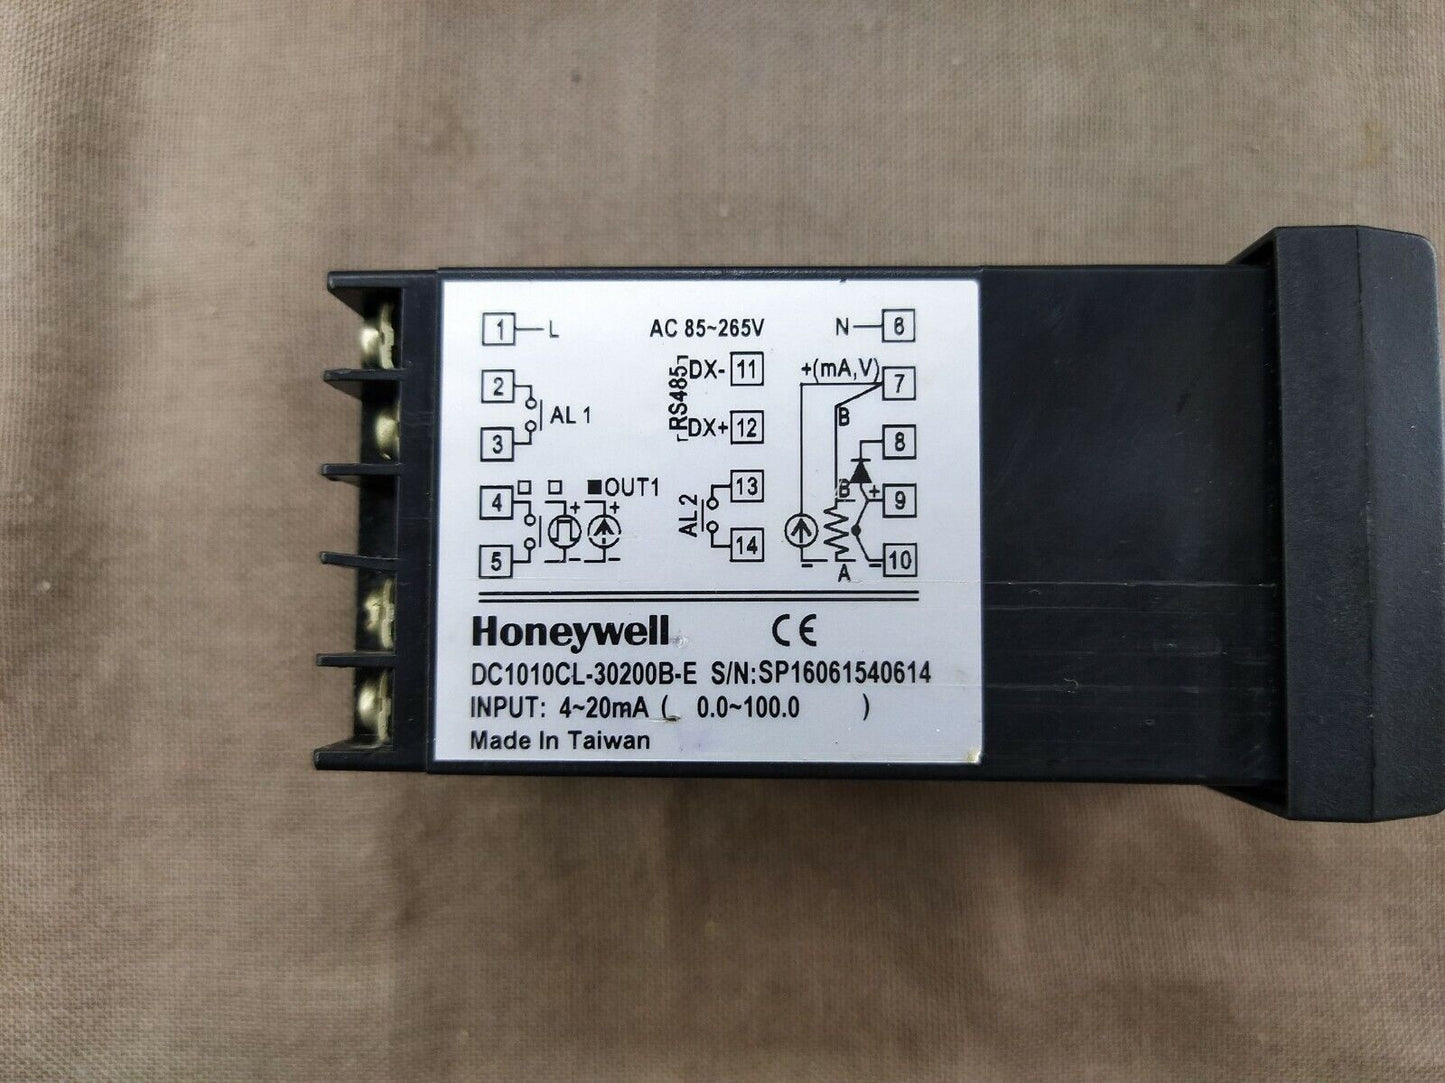 1 L AC 85~265V N 6
2 DX- 11 +(mA,V) 7
RS485
AL 1 B
3 DX+ 12 8
4 OUT1 13 B + 9
+ +
AL 2
5 14 - A - 10
Honeywell CE
DC1010CL-30200B-E S/N:SP16061540614
INPUT: 4~20mA ( 0.0~100.0 )
Made In Taiwan